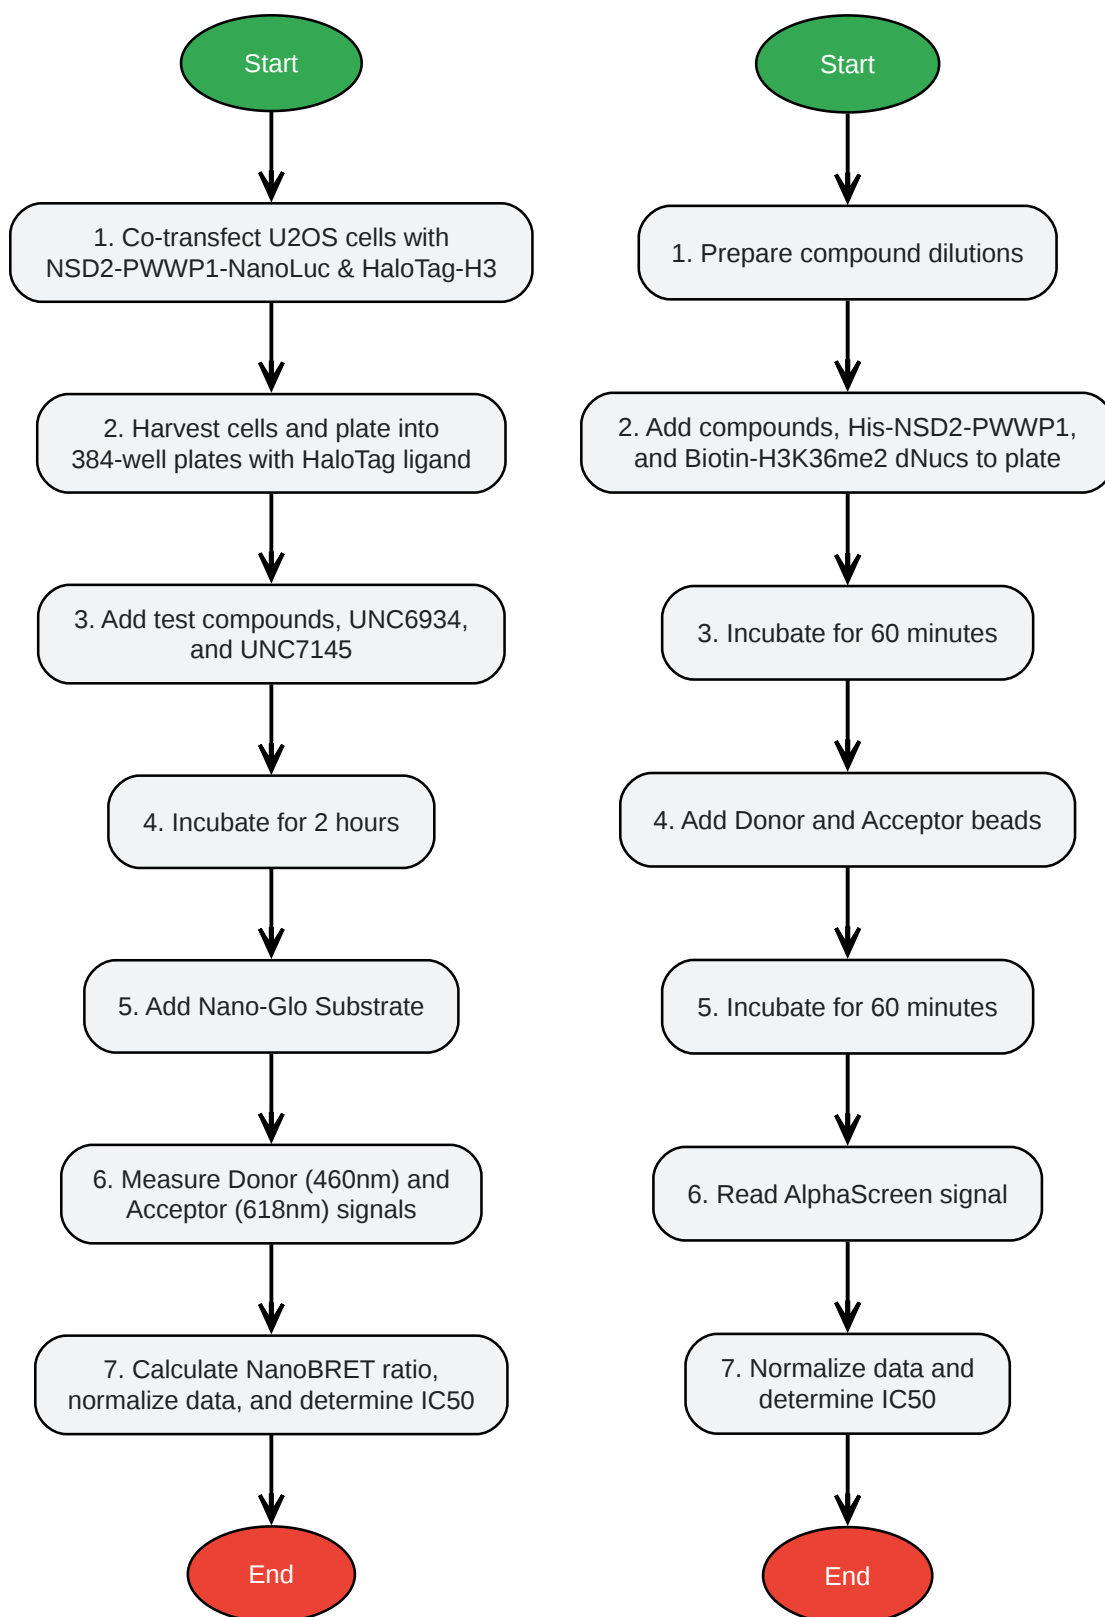 Start
1. Co-transfect U2OS cells with
NSD2-PWWP1-NanoLuc & HaloTag-H3
2. Harvest cells and plate into
384-well plates with HaloTag ligand
3. Add test compounds, UNC6934,
and UNC7145
4. Incubate for 2 hours
5. Add Nano-Glo Substrate
6. Measure Donor (460nm) and
Acceptor (618nm) signals
7. Calculate NanoBRET ratio,
normalize data, and determine IC50
End
Start
1. Prepare compound dilutions
2. Add compounds, His-NSD2-PWWP1,
and Biotin-H3K36me2 dNucs to plate
3. Incubate for 60 minutes
4. Add Donor and Acceptor beads
5. Incubate for 60 minutes
6. Read AlphaScreen signal
7. Normalize data and
determine IC50
End